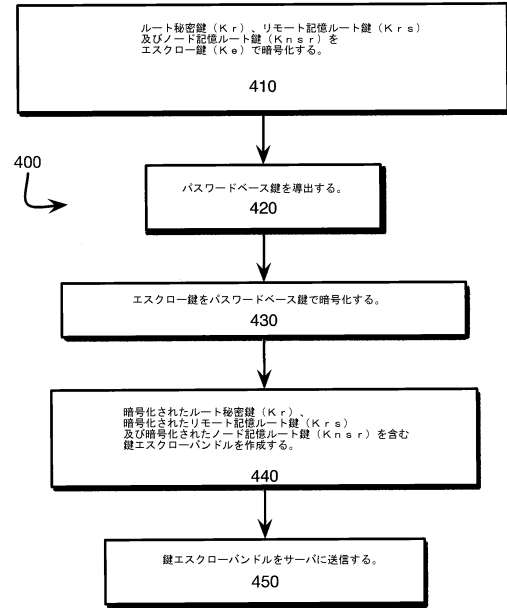 ルート秘密鍵（Ｋｒ）、リモート記憶ルート鍵（Ｋｒｓ）
及びノード記憶ルート鍵（Ｋｎｓｒ）を
エスクロー鍵（Ｋｅ）で暗号化する。
410
400
パスワードベース鍵を導出する。
420
エスクロー鍵をパスワードベース鍵で暗号化する。
430
暗号化されたルート秘密鍵（Ｋｒ）、
暗号化されたリモート記憶ルート鍵（Ｋｒｓ）
及び暗号化されたノード記憶ルート鍵（Ｋｎｓｒ）を含む
鍵エスクローバンドルを作成する。
440
鍵エスクローバンドルをサーバに送信する。
450